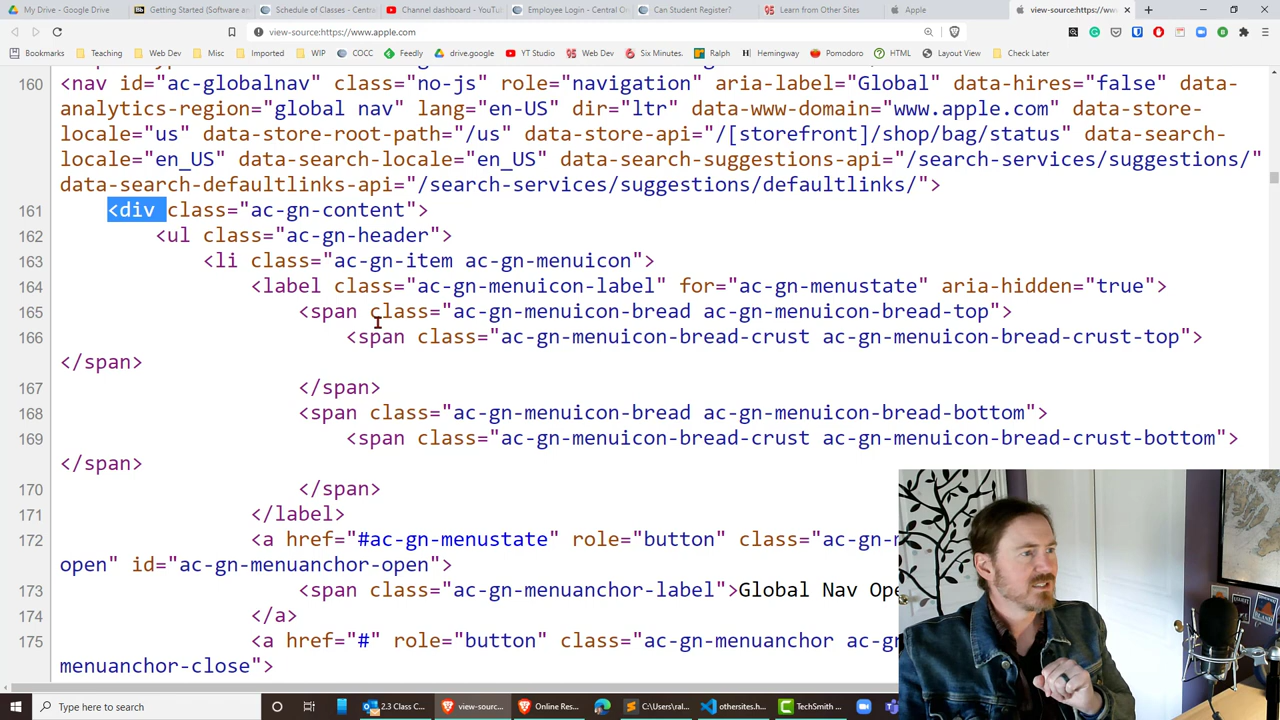 My Drive - Google Drive
Getting Started (Software a
Schedule of Classes - Centra
Channel dashboard - YouTu
Employee Login - Central O
Can Student Register?
Learn from Other Sites
Apple
view-source:https://www
view-source:https://www.apple.com
Bookmarks Teaching Web Dev Misc Imported WIP COCC Feedly drive.google YT Studio Web Dev Six Minutes. Ralph Hemingway Pomodoro HTML Layout View Check Later
160 <nav id="ac-globalnav" class="no-js" role="navigation" aria-label="Global" data-hires="false" data-
analytics-region="global nav" lang="en-US" dir="ltr" data-www-domain="www.apple.com" data-store-
locale="us" data-store-root-path="/us" data-store-api="/[storefront]/shop/bag/status" data-search-
locale="en_US" data-search-locale="en_US" data-search-suggestions-api="/search-services/suggestions/"
data-search-defaultlinks-api="/search-services/suggestions/defaultlinks/">
161 <div class="ac-gn-content">
162 <ul class="ac-gn-header">
163 <li class="ac-gn-item ac-gn-menuicon">
164 <label class="ac-gn-menuicon-label" for="ac-gn-menustate" aria-hidden="true">
165 <span class="ac-gn-menuicon-bread ac-gn-menuicon-bread-top">
166 <span class="ac-gn-menuicon-bread-crust ac-gn-menuicon-bread-crust-top">
</span>
167 </span>
168 <span class="ac-gn-menuicon-bread ac-gn-menuicon-bread-bottom">
169 <span class="ac-gn-menuicon-bread-crust ac-gn-menuicon-bread-crust-bottom">
</span>
170 </span>
171 </label>
172 <a href="#ac-gn-menustate" role="button" class="ac-gn-
open" id="ac-gn-menuanchor-open">
173 <span class="ac-gn-menuanchor-label">Global Nav Ope
174 </a>
175 <a href="#" role="button" class="ac-gn-menuanchor ac-g
menuanchor-close">
Type here to search
2.3 Class C...
view-sourc...
Online Res...
C:\Users\ral...
othersites.h...
TechSmith ...